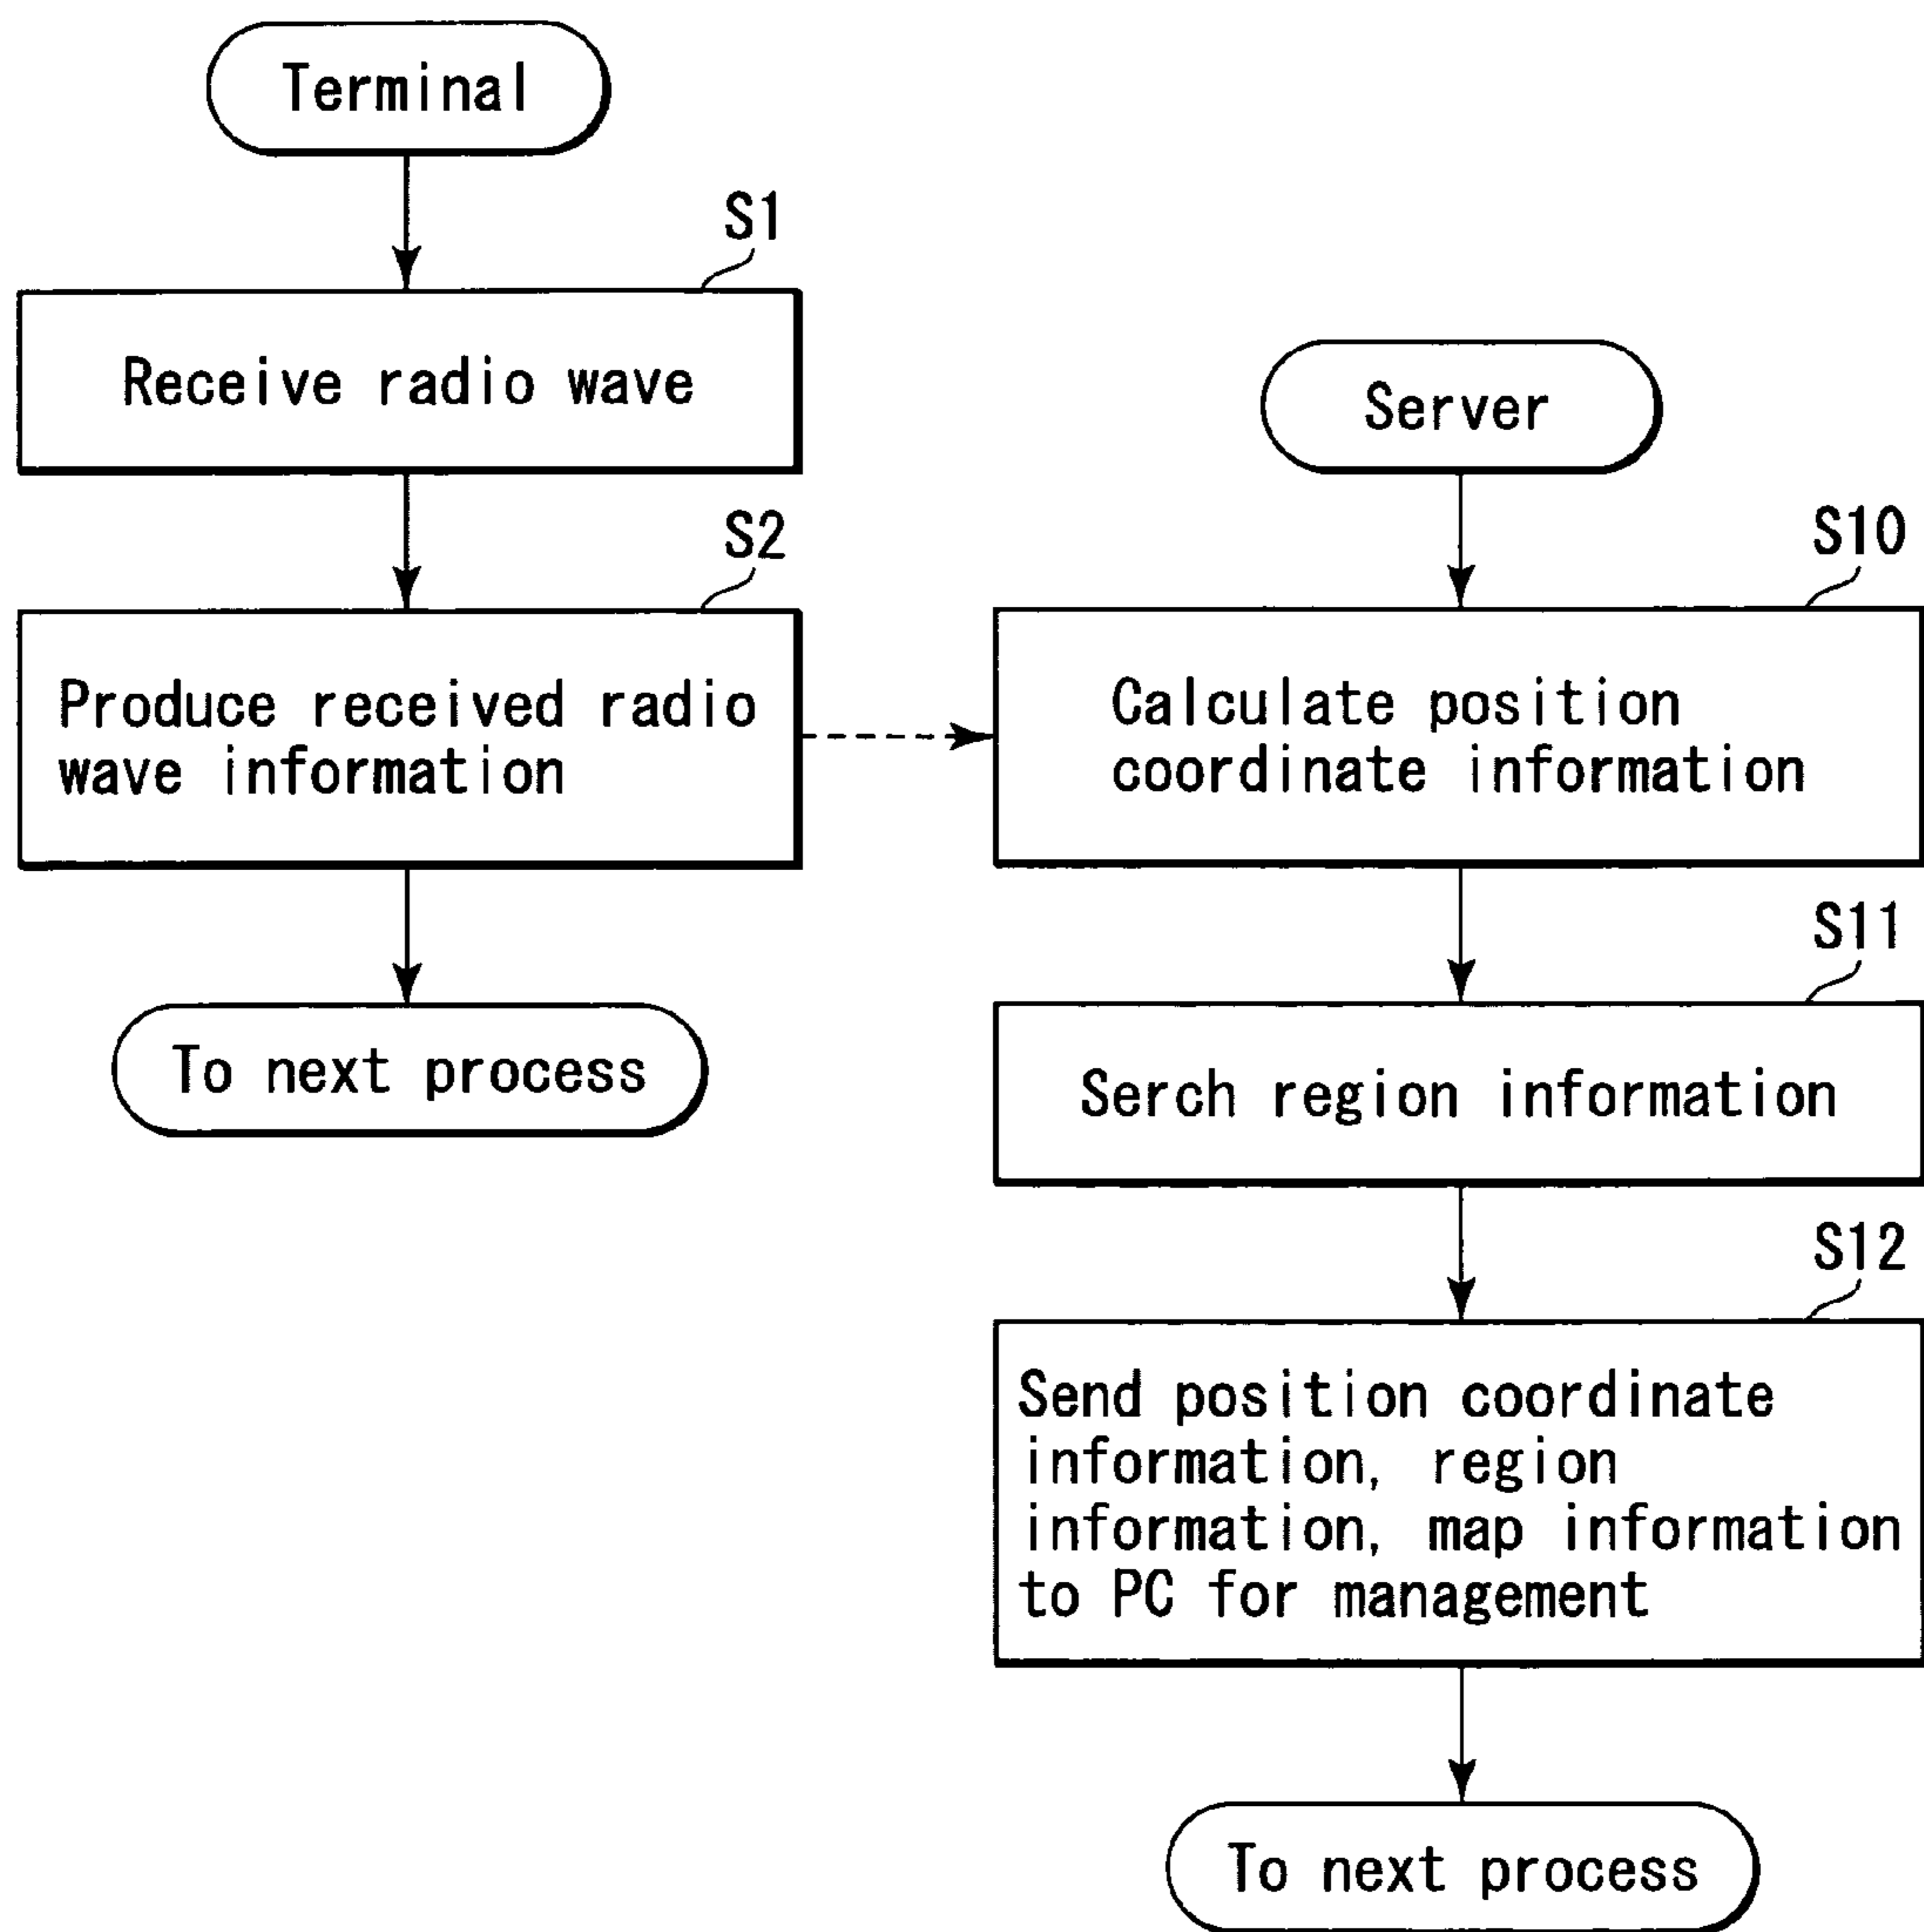 Terminal
S1
Receive radio wave
S2
Produce received radio
wave information
To next process
Server
S10
Calculate position
coordinate information
S11
Serch region information
S12
Send position coordinate
information, region
information, map information
to PC for management
To next process